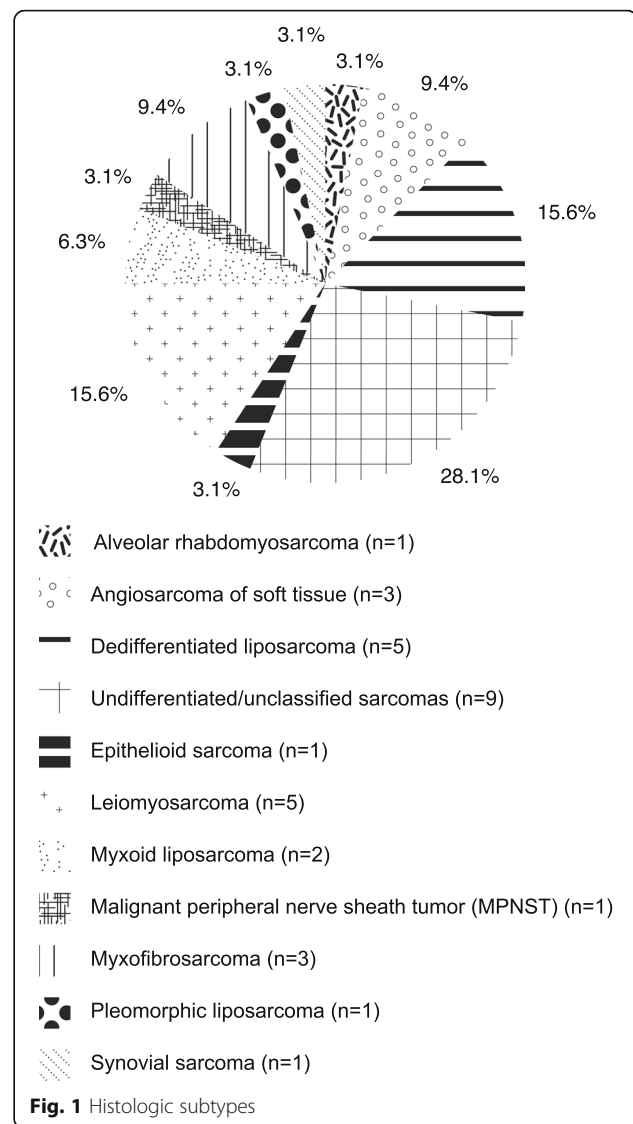 3.1%
3.1%
3.1%
9.4%
9.4%
3.1%
15.6%
6.3%
15.6%
28.1%
3.1%
Alveolar rhabdomyosarcoma (n=1)
Angiosarcoma of soft tissue (n=3)
Dedifferentiated liposarcoma (n=5)
Undifferentiated/unclassified sarcomas (n=9)
Epithelioid sarcoma (n=1)
Leiomyosarcoma (n=5)
Myxoid liposarcoma (n=2)
Malignant peripheral nerve sheath tumor (MPNST) (n=1)
Myxofibrosarcoma (n=3)
Pleomorphic liposarcoma (n=1)
Synovial sarcoma (n=1)
Fig. 1 Histologic subtypes